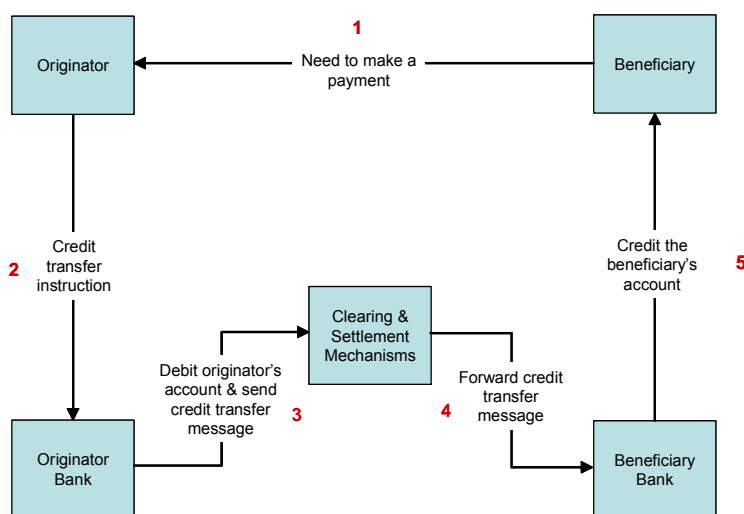 1
Originator
Need to make a
payment
Beneficiary
2
Credit
transfer
instruction
Credit the
beneficiary's
account
5
Clearing &
Settlement
Mechanisms
Debit originator's
account & send
credit transfer
message
3
4
Forward credit
transfer
message
Originator
Bank
Beneficiary
Bank